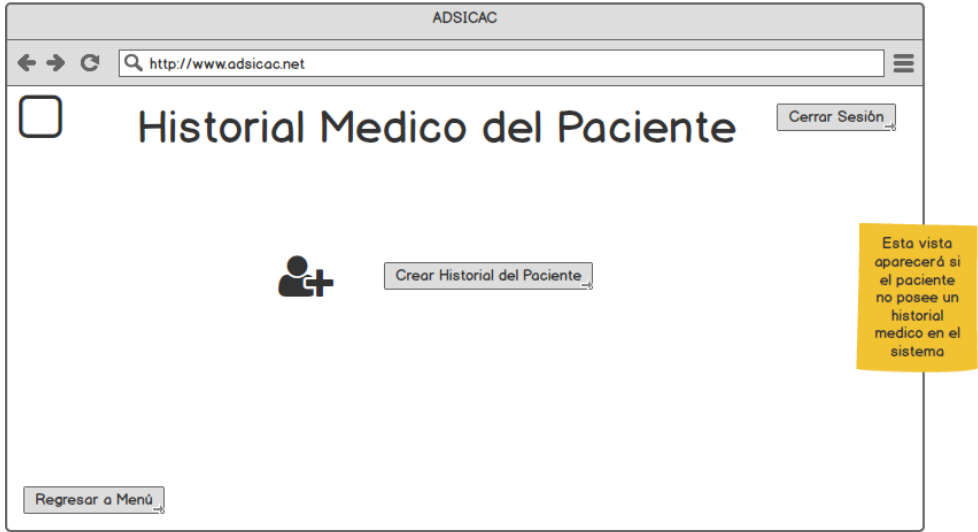 ADSICAC
http://www.adsicac.net
Historial Medico del Paciente
Cerrar Sesión
Crear Historial del Paciente
Esta vista
aparecerá si
el paciente
no posee un
historial
medico en el
sistema
Regresar a Menú